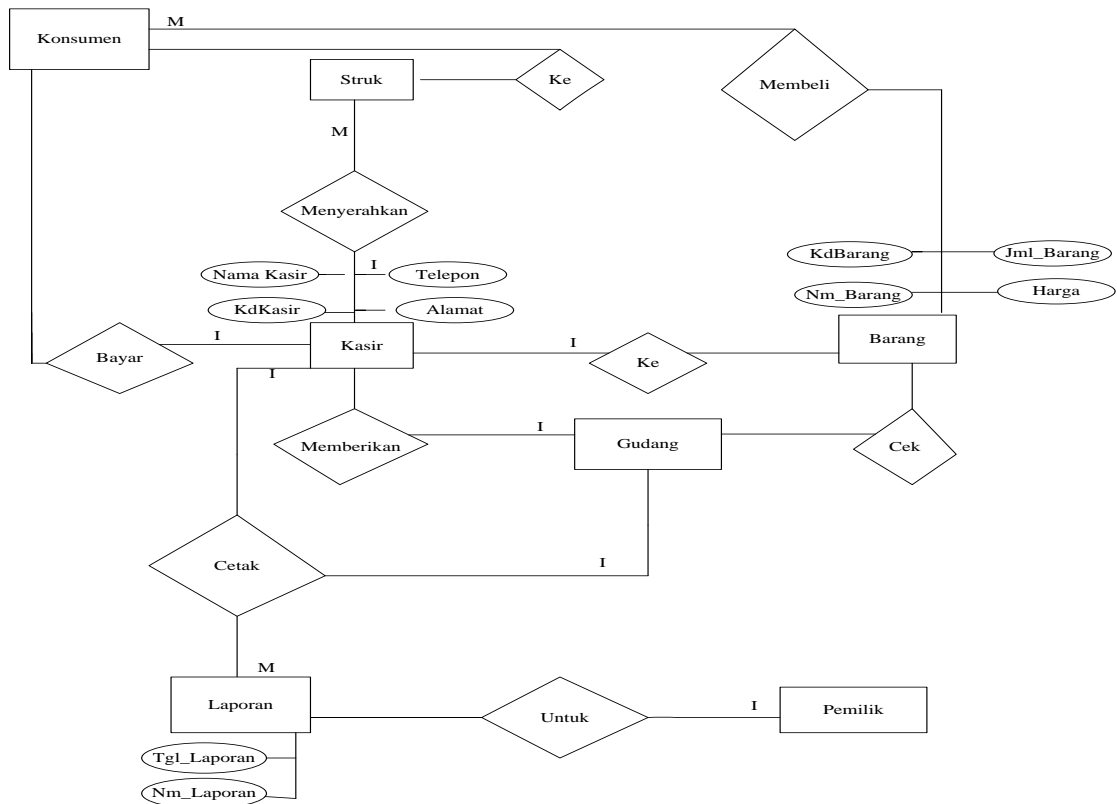 M
I
Konsumen
Struk
Ke
Membeli
M
Menyerahkan
KdBarang
Jml_Barang
I
Nama Kasir
Telepon
Nm_Barang
Harga
KdKasir
Alamat
I
Kasir
I
Barang
Bayar
Ke
I
I
Memberikan
Gudang
Cek
Cetak
I
M
Laporan
Untuk
I
Pemilik
Tgl_Laporan
Nm_Laporan